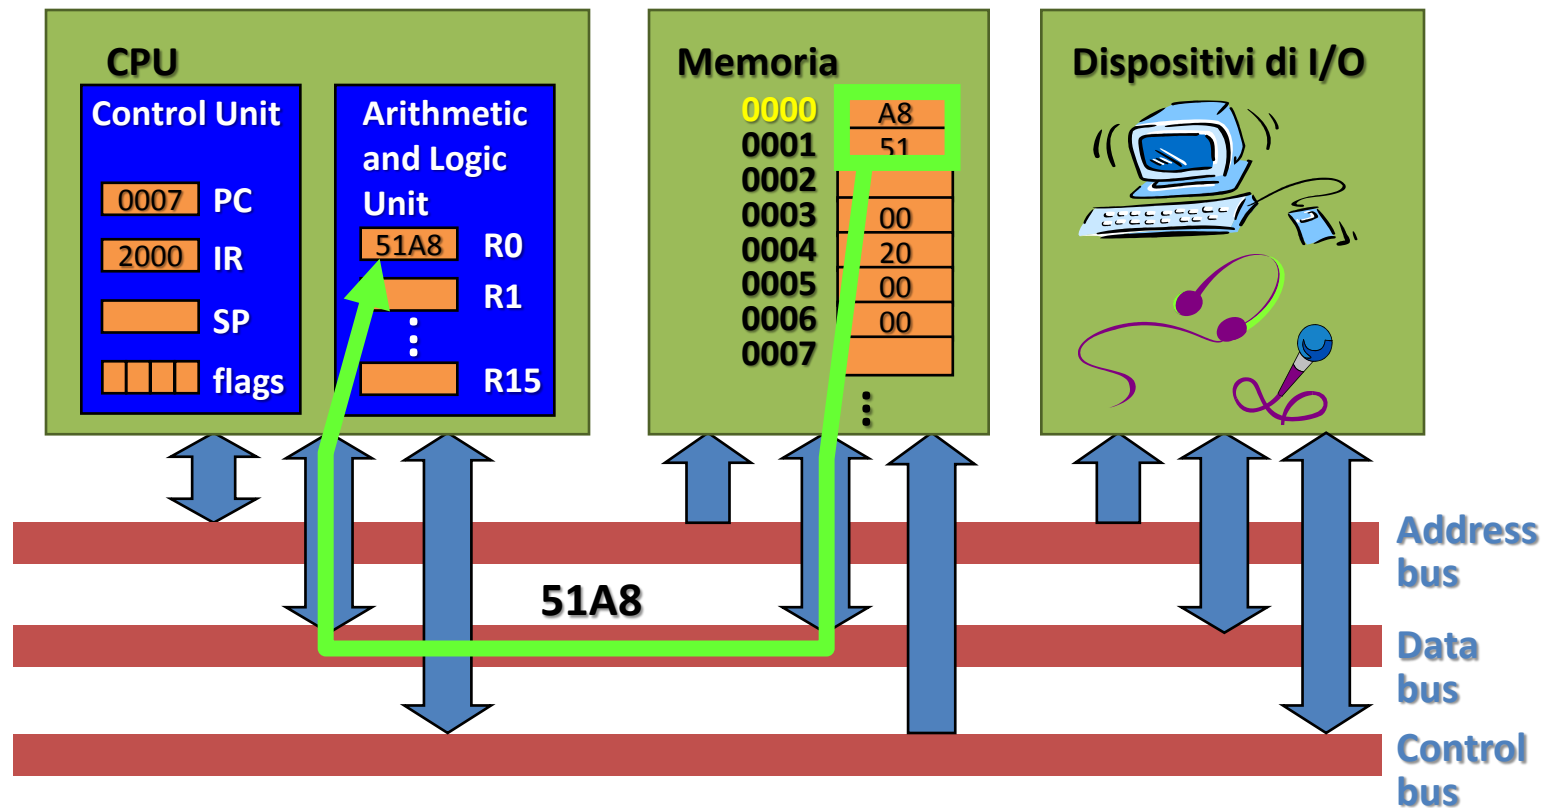 CPU
Control Unit
0007 PC
2000 IR
SP
flags
Arithmetic
and Logic
Unit
51A8 R0
R1
⋮
R15
Memoria
0000 A8
0001 51
0002
0003 00
0004 20
0005 00
0006 00
0007
⋮
Dispositivi di I/O
Address
bus
51A8
Data
bus
Control
bus